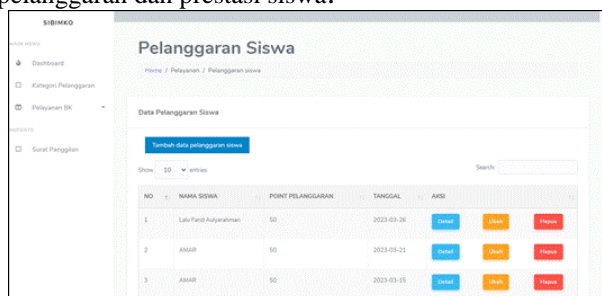 pelanggaran dan prestasi siswa.
SIBIMKO
MAIN MENU
Dashboard
Kategori Pelanggaran
Pelayanan BK
Surat Panggilan
Pelanggaran Siswa
Home / Pelayanan / Pelanggaran siswa
Data Pelanggaran Siswa
Tambah data pelanggaran siswa
Show 10 entries
Search:
NO NAMA SISWA POINT PELANGGARAN TANGGAL AKSI
1 Lalu Farid Auliyarahman 50 2023-03-26 Detail Ubah Hapus
2 AMAR 50 2023-03-21 Detail Ubah Hapus
3 AMAR 50 2023-03-15 Detail Ubah Hapus